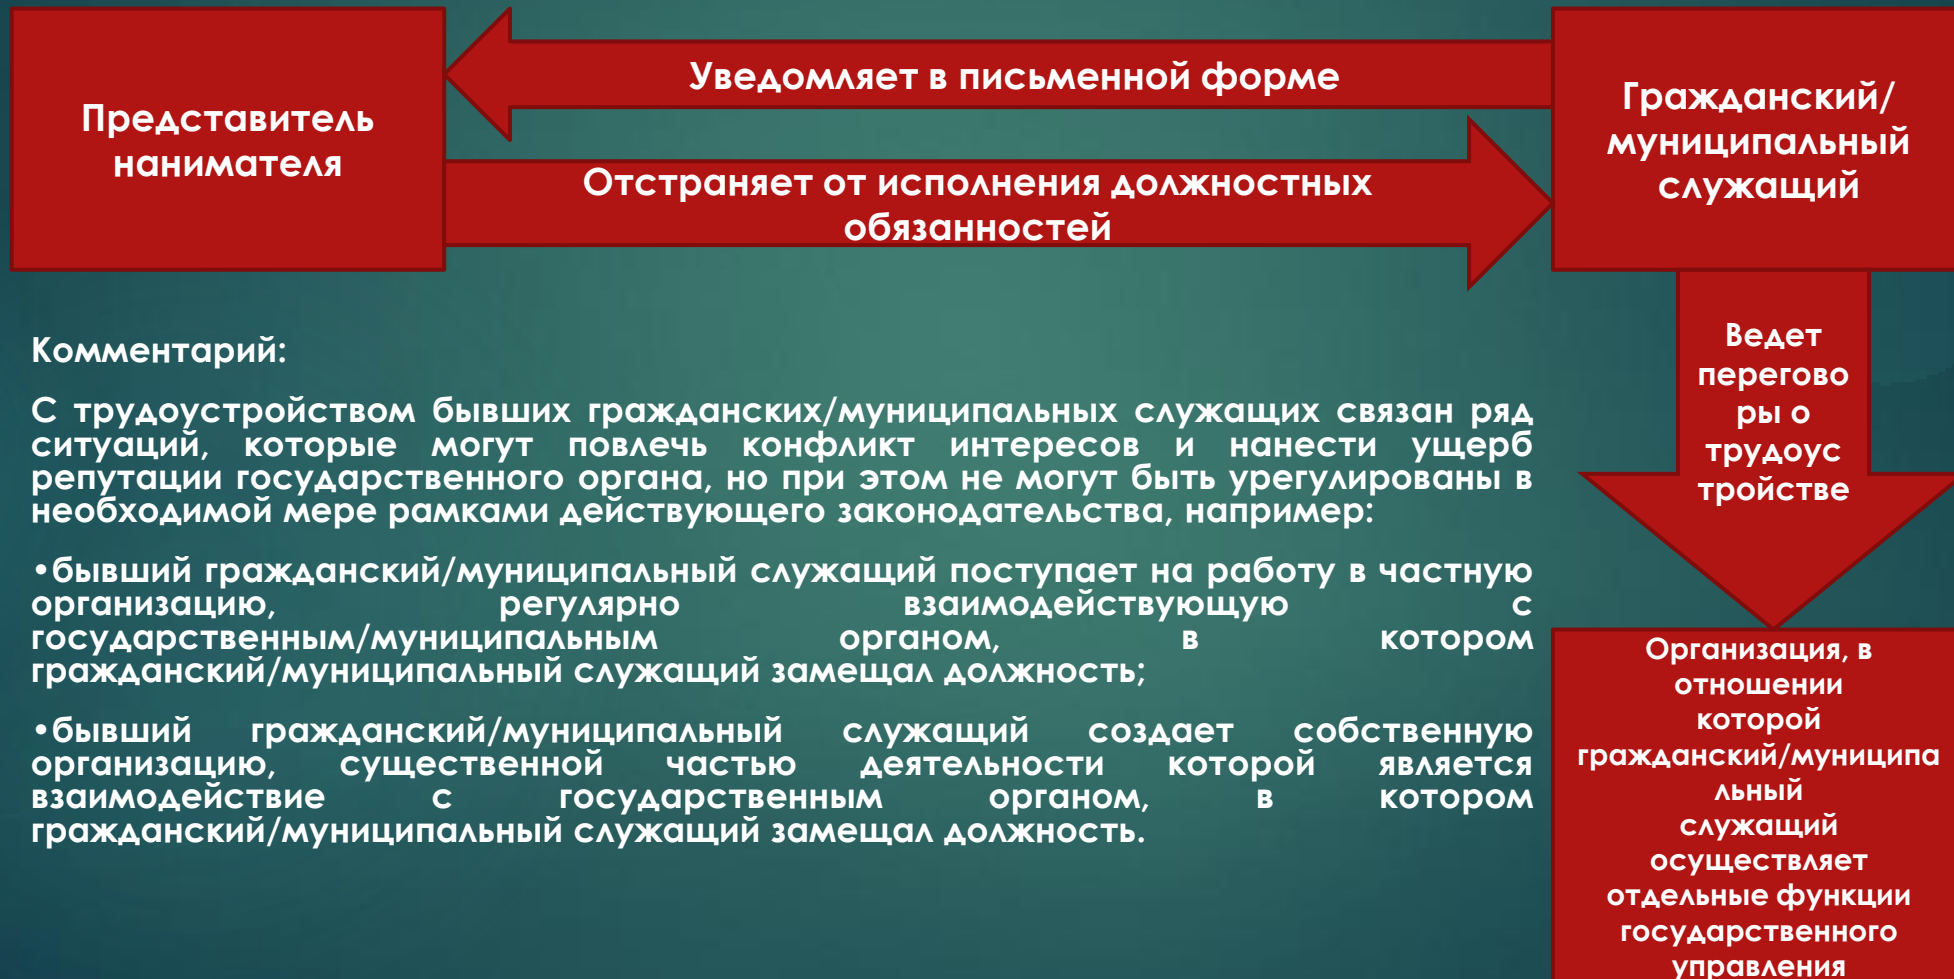 Представитель
нанимателя
Уведомляет в письменной форме
Отстраняет от исполнения должностных
обязанностей
Гражданский/
муниципальный
служащий
Ведет
перегово
ры о
трудоус
тройстве
Организация, в
отношении
которой
гражданский/муниципа
льный
служащий
осуществляет
отдельные функции
государственного
управления
Комментарий:
С трудоустройством бывших гражданских/муниципальных служащих связан ряд
ситуаций, которые могут повлечь конфликт интересов и нанести ущерб
репутации государственного органа, но при этом не могут быть урегулированы в
необходимой мере рамками действующего законодательства, например:
•бывший гражданский/муниципальный служащий поступает на работу в частную
организацию, регулярно взаимодействующую с
государственным/муниципальным органом, в котором
гражданский/муниципальный служащий замещал должность;
•бывший гражданский/муниципальный служащий создает собственную
организацию, существенной частью деятельности которой является
взаимодействие с государственным органом, в котором
гражданский/муниципальный служащий замещал должность.